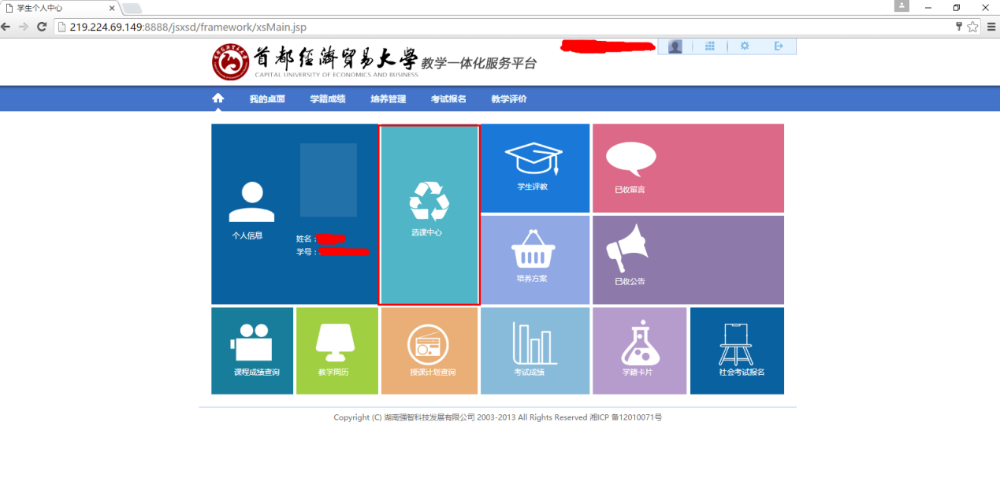 学生个人中心
219.224.69.149:8888/jsxsd/framework/xsMain.jsp
首都经济贸易大学 教学一体化服务平台
CAPITAL UNIVERSITY OF ECONOMICS AND BUSINESS
我的桌面 学籍成绩 培养管理 考试报名 教学评价
个人信息
姓名：
学号：
选课中心
学生评教
已收留言
培养方案
已收公告
课程成绩查询
教学周历
授课计划查询
考试成绩
学籍卡片
社会考试报名
Copyright (C) 湖南强智科技发展有限公司 2003-2013 All Rights Reserved 湘ICP 备12010071号